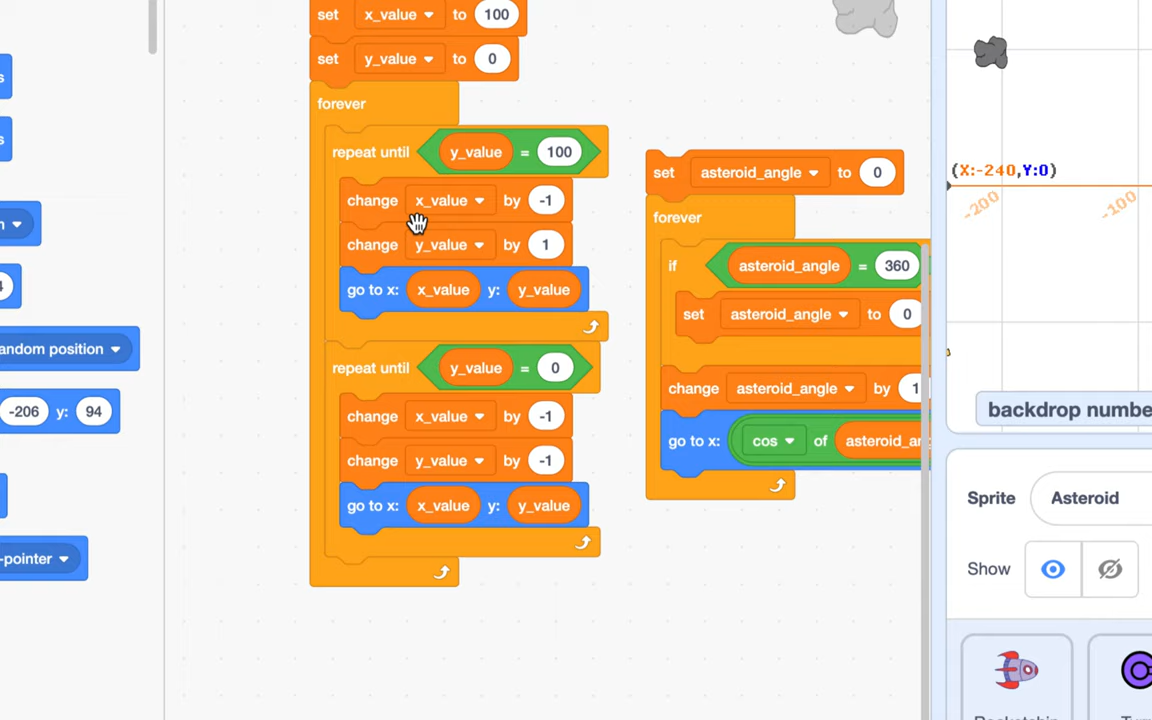 set x_value to 100
set y_value to 0
forever
repeat until y_value = 100
change x_value by -1
change y_value by 1
go to x: x_value y: y_value
repeat until y_value = 0
change x_value by -1
change y_value by -1
go to x: x_value y: y_value
set asteroid_angle to 0
forever
if asteroid_angle = 360
set asteroid_angle to 0
change asteroid_angle by 1
go to x: cos of asteroid_an
andom position
-206 y: 94
-pointer
(X:-240,Y:0)
-200
-100
backdrop numbe
Sprite Asteroid
Show